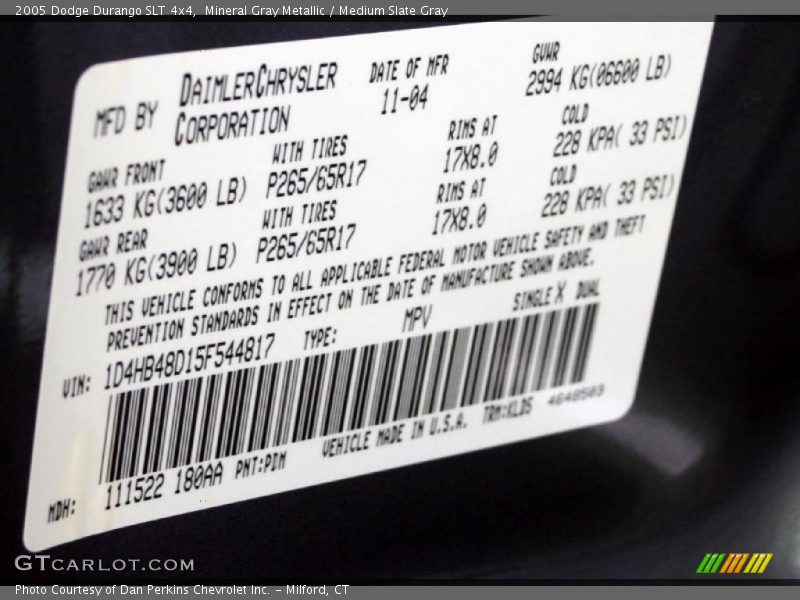 2005 Dodge Durango SLT 4x4,  Mineral Gray Metallic / Medium Slate Gray
MFD BY DAIMLERCHRYSLER CORPORATION
DATE OF MFR 11-04
GVWR 2994 KG(06600 LB)
GAWR FRONT WITH TIRES RIMS AT COLD
1633 KG(3600 LB) P265/65R17 17X8.0 228 KPA( 33 PSI)
GAWR REAR WITH TIRES RIMS AT COLD
1770 KG(3900 LB) P265/65R17 17X8.0 228 KPA( 33 PSI)
THIS VEHICLE CONFORMS TO ALL APPLICABLE FEDERAL MOTOR VEHICLE SAFETY AND THEFT
PREVENTION STANDARDS IN EFFECT ON THE DATE OF MANUFACTURE SHOWN ABOVE.
VIN: 1D4HB48D15F544817 TYPE: MPV SINGLE X DUAL
MDH: 111522 180AA PNT:PDM VEHICLE MADE IN U.S.A. TRM:KLD5 4648503
GTCARLOT.COM
Photo Courtesy of Dan Perkins Chevrolet Inc. – Milford, CT